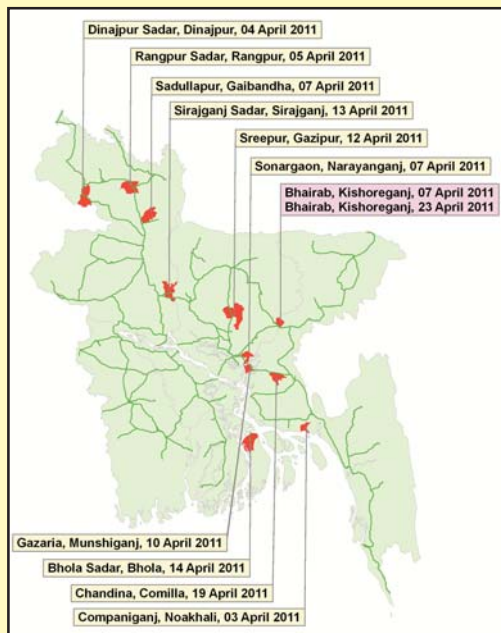 Dinajpur Sadar, Dinajpur, 04 April 2011
Rangpur Sadar, Rangpur, 05 April 2011
Sadullapur, Gaibandha, 07 April 2011
Sirajganj Sadar, Sirajganj, 13 April 2011
Sreepur, Gazipur, 12 April 2011
Sonargaon, Narayanganj, 07 April 2011
Bhairab, Kishoreganj, 07 April 2011
Bhairab, Kishoreganj, 23 April 2011
Gazaria, Munshiganj, 10 April 2011
Bhola Sadar, Bhola, 14 April 2011
Chandina, Comilla, 19 April 2011
Companiganj, Noakhali, 03 April 2011